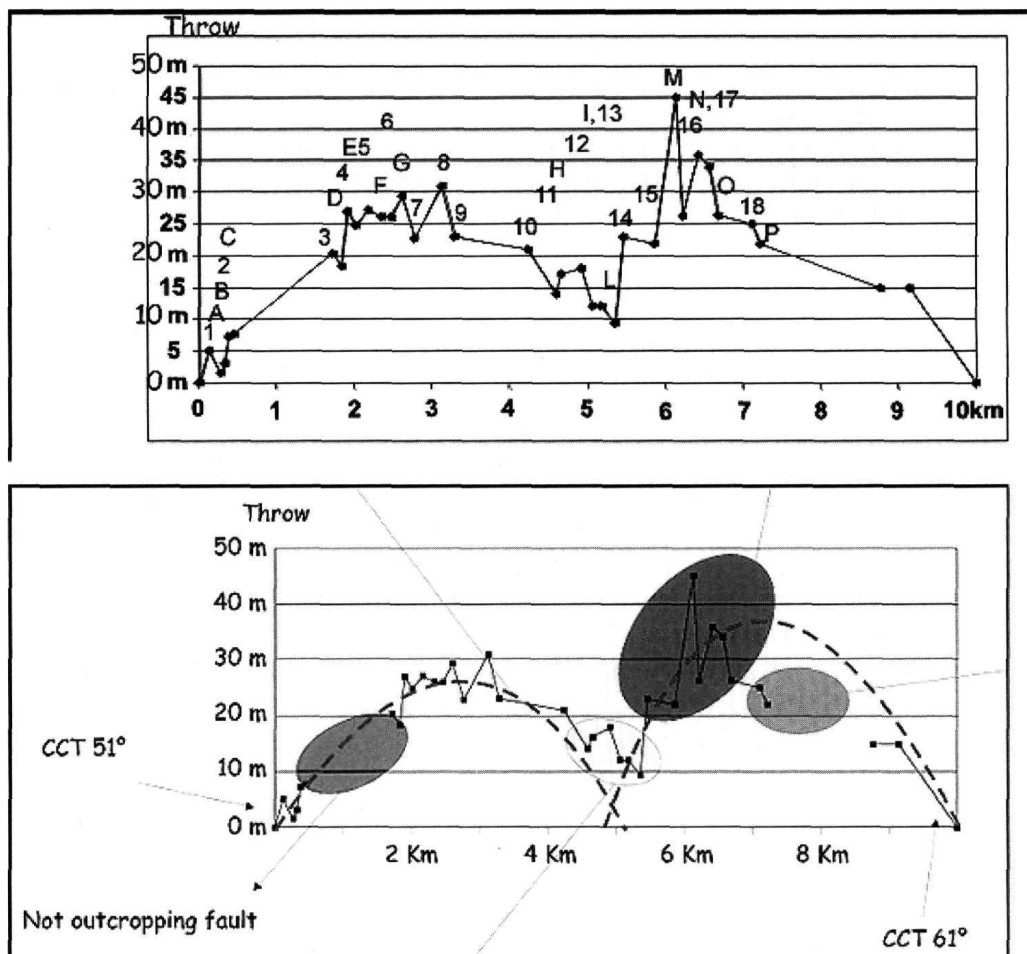 Throw
50 m
M
45
N,17
I,13
16
6
40
12
E5
35
G
8
H
4
30
D
F
11
15
O
7
9
14
18
25
C
3
10
P
20
2
L
15
B
A
10 m
1
5
0 m
0 1 2 3 4 5 6 7 8 9 10km
Throw
50 m
40 m
30 m
20 m
CCT 51°
10 m
0 m
2 Km 4 Km 6 Km 8 Km
Not outcropping fault
CCT 61°